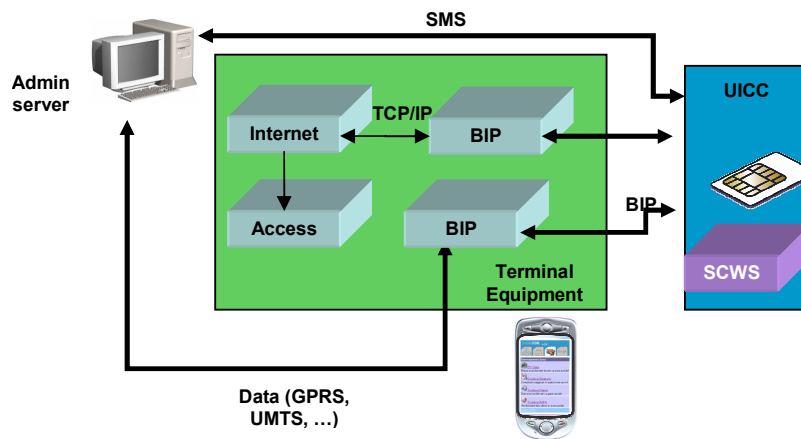 SMS
Admin
server
UICC
TCP/IP
Internet
BIP
BIP
Access
BIP
SCWS
Terminal
Equipment
Data (GPRS,
UMTS, ...)